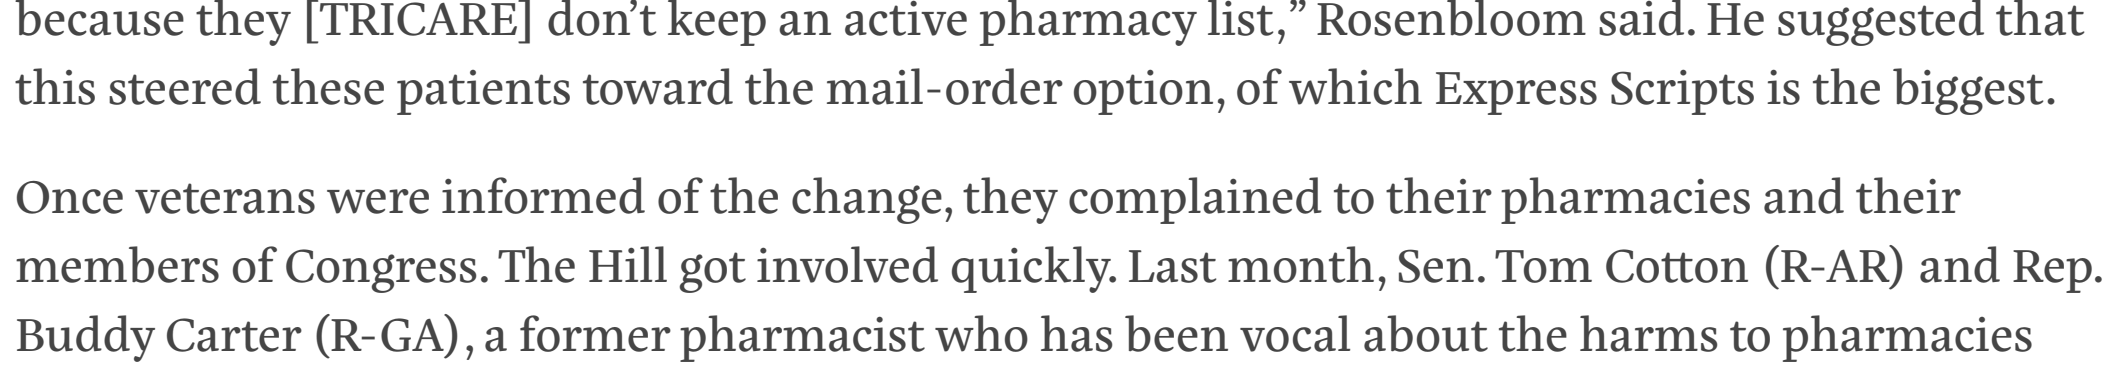 because they [TRICARE] don’t keep an active pharmacy list,” Rosenbloom said. He suggested that
this steered these patients toward the mail-order option, of which Express Scripts is the biggest.
Once veterans were informed of the change, they complained to their pharmacies and their
members of Congress. The Hill got involved quickly. Last month, Sen. Tom Cotton (R-AR) and Rep.
Buddy Carter (R-GA), a former pharmacist who has been vocal about the harms to pharmacies